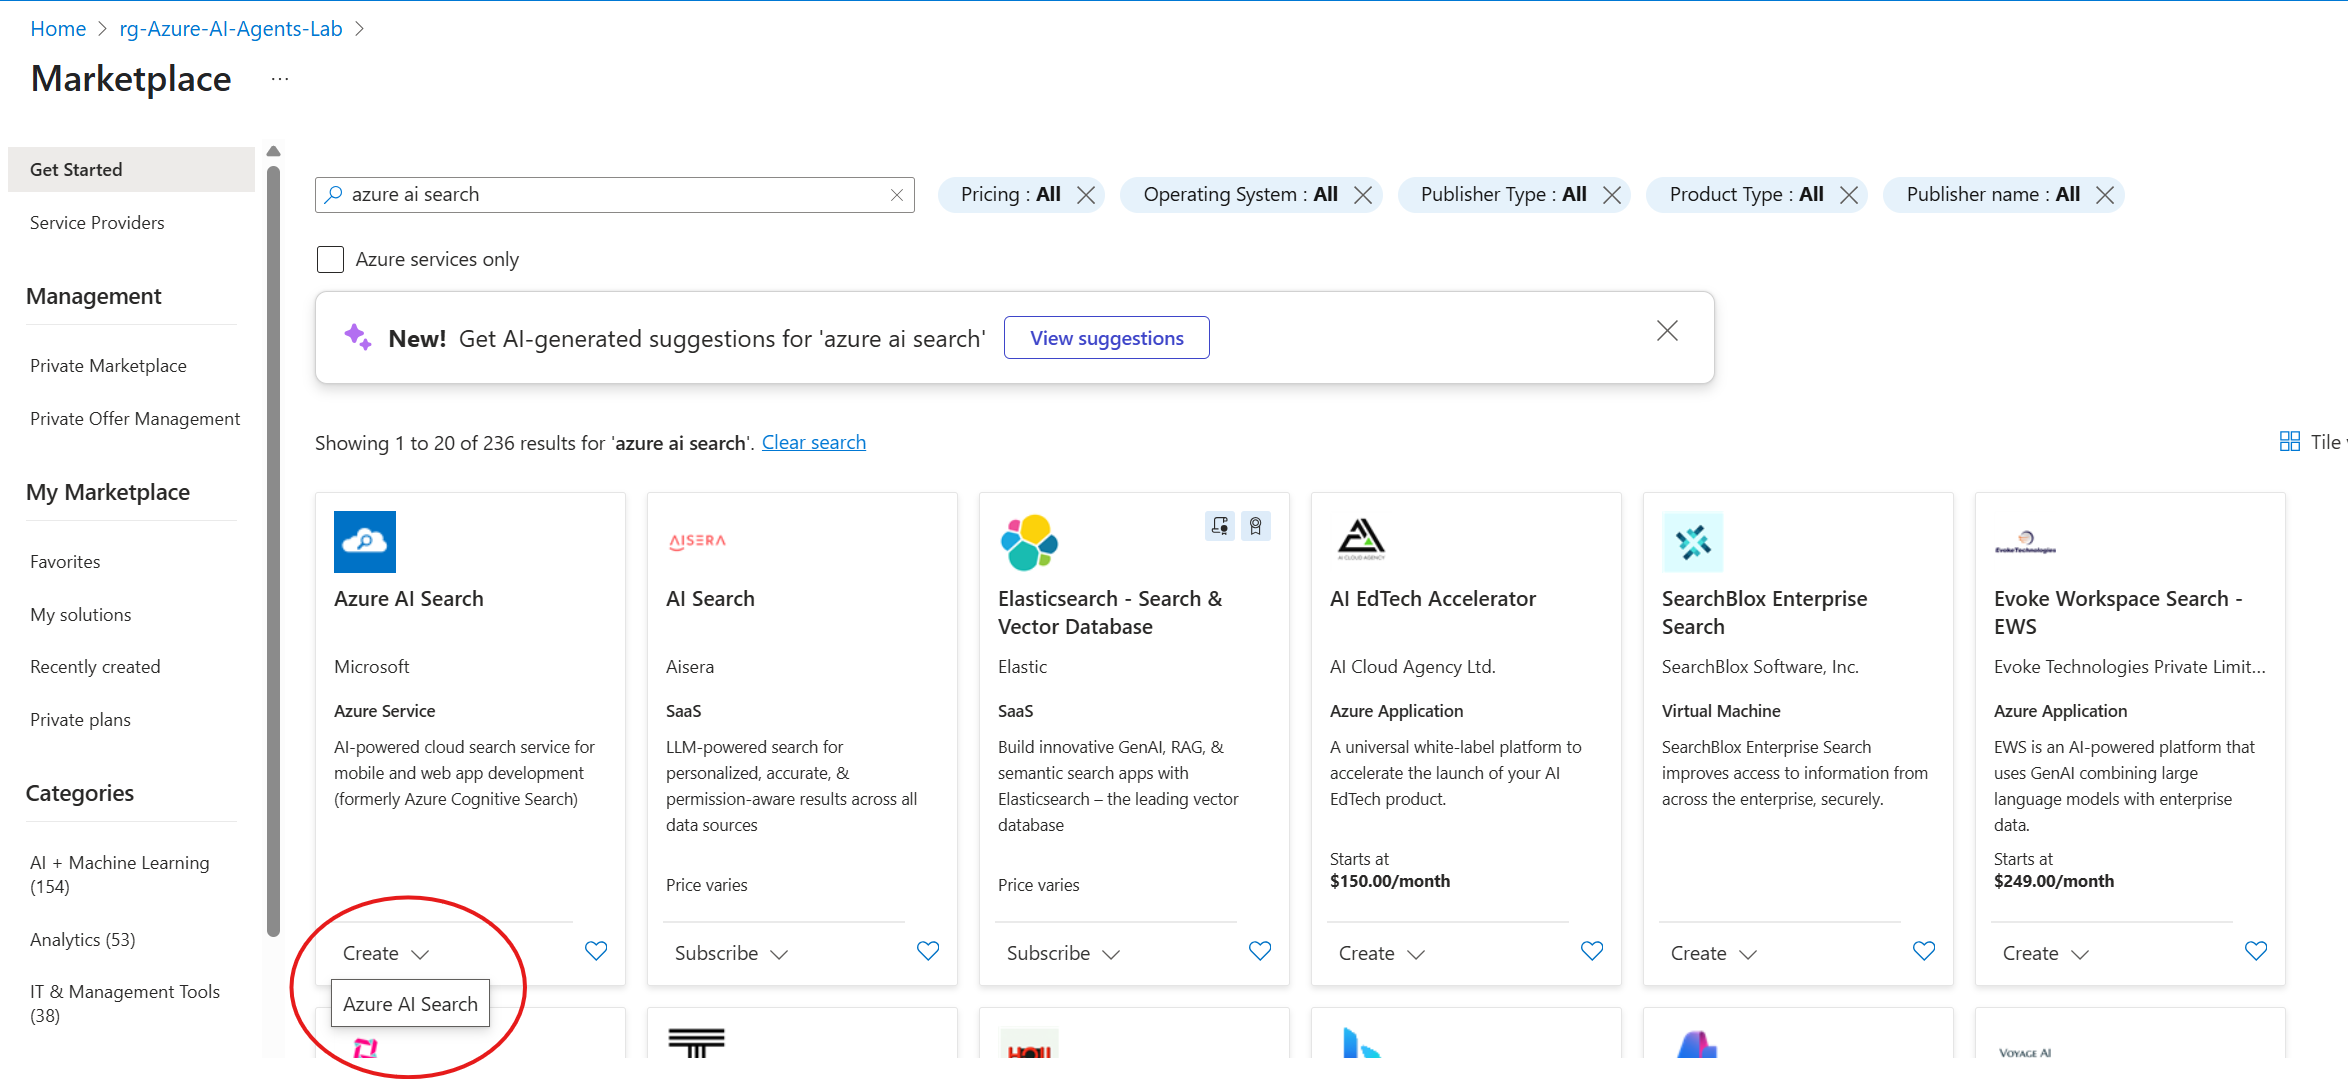 Home > rg-Azure-AI-Agents-Lab >
Marketplace ...
Get Started
Service Providers
Management
Private Marketplace
Private Offer Management
My Marketplace
Favorites
My solutions
Recently created
Private plans
Categories
AI + Machine Learning
(154)
Analytics (53)
IT & Management Tools
(38)
azure ai search
Pricing : All
Operating System : All
Publisher Type : All
Product Type : All
Publisher name : All
Azure services only
New! Get AI-generated suggestions for 'azure ai search' View suggestions
Showing 1 to 20 of 236 results for 'azure ai search'. Clear search
Tile
Azure AI Search
Microsoft
Azure Service
AI-powered cloud search service for
mobile and web app development
(formerly Azure Cognitive Search)
Create
Azure AI Search
AISERA
AI Search
Aisera
SaaS
LLM-powered search for
personalized, accurate, &
permission-aware results across all
data sources
Price varies
Subscribe
Elasticsearch - Search &
Vector Database
Elastic
SaaS
Build innovative GenAI, RAG, &
semantic search apps with
Elasticsearch – the leading vector
database
Price varies
Subscribe
AI CLOUD AGENCY
AI EdTech Accelerator
AI Cloud Agency Ltd.
Azure Application
A universal white-label platform to
accelerate the launch of your AI
EdTech product.
Starts at
$150.00/month
Create
SearchBlox Enterprise
Search
SearchBlox Software, Inc.
Virtual Machine
SearchBlox Enterprise Search
improves access to information from
across the enterprise, securely.
Create
EvokeTechnologies
Evoke Workspace Search -
EWS
Evoke Technologies Private Limit...
Azure Application
EWS is an AI-powered platform that
uses GenAI combining large
language models with enterprise
data.
Starts at
$249.00/month
Create
VOYAGE AI